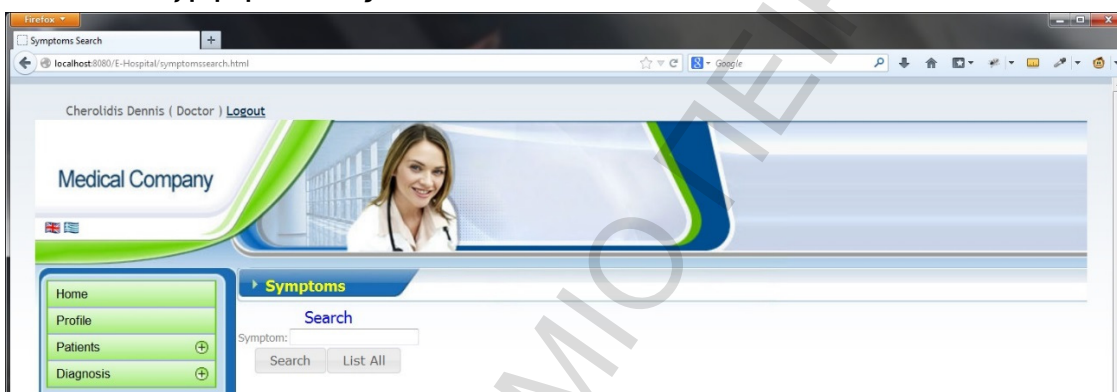 Firefox
Symptoms Search
localhost:8080/E-Hospital/symptomssearch.html
Google
Cherolidis Dennis ( Doctor ) Logout
Medical Company
Symptoms
Home
Search
Profile
Symptom:
Patients
Search List All
Diagnosis